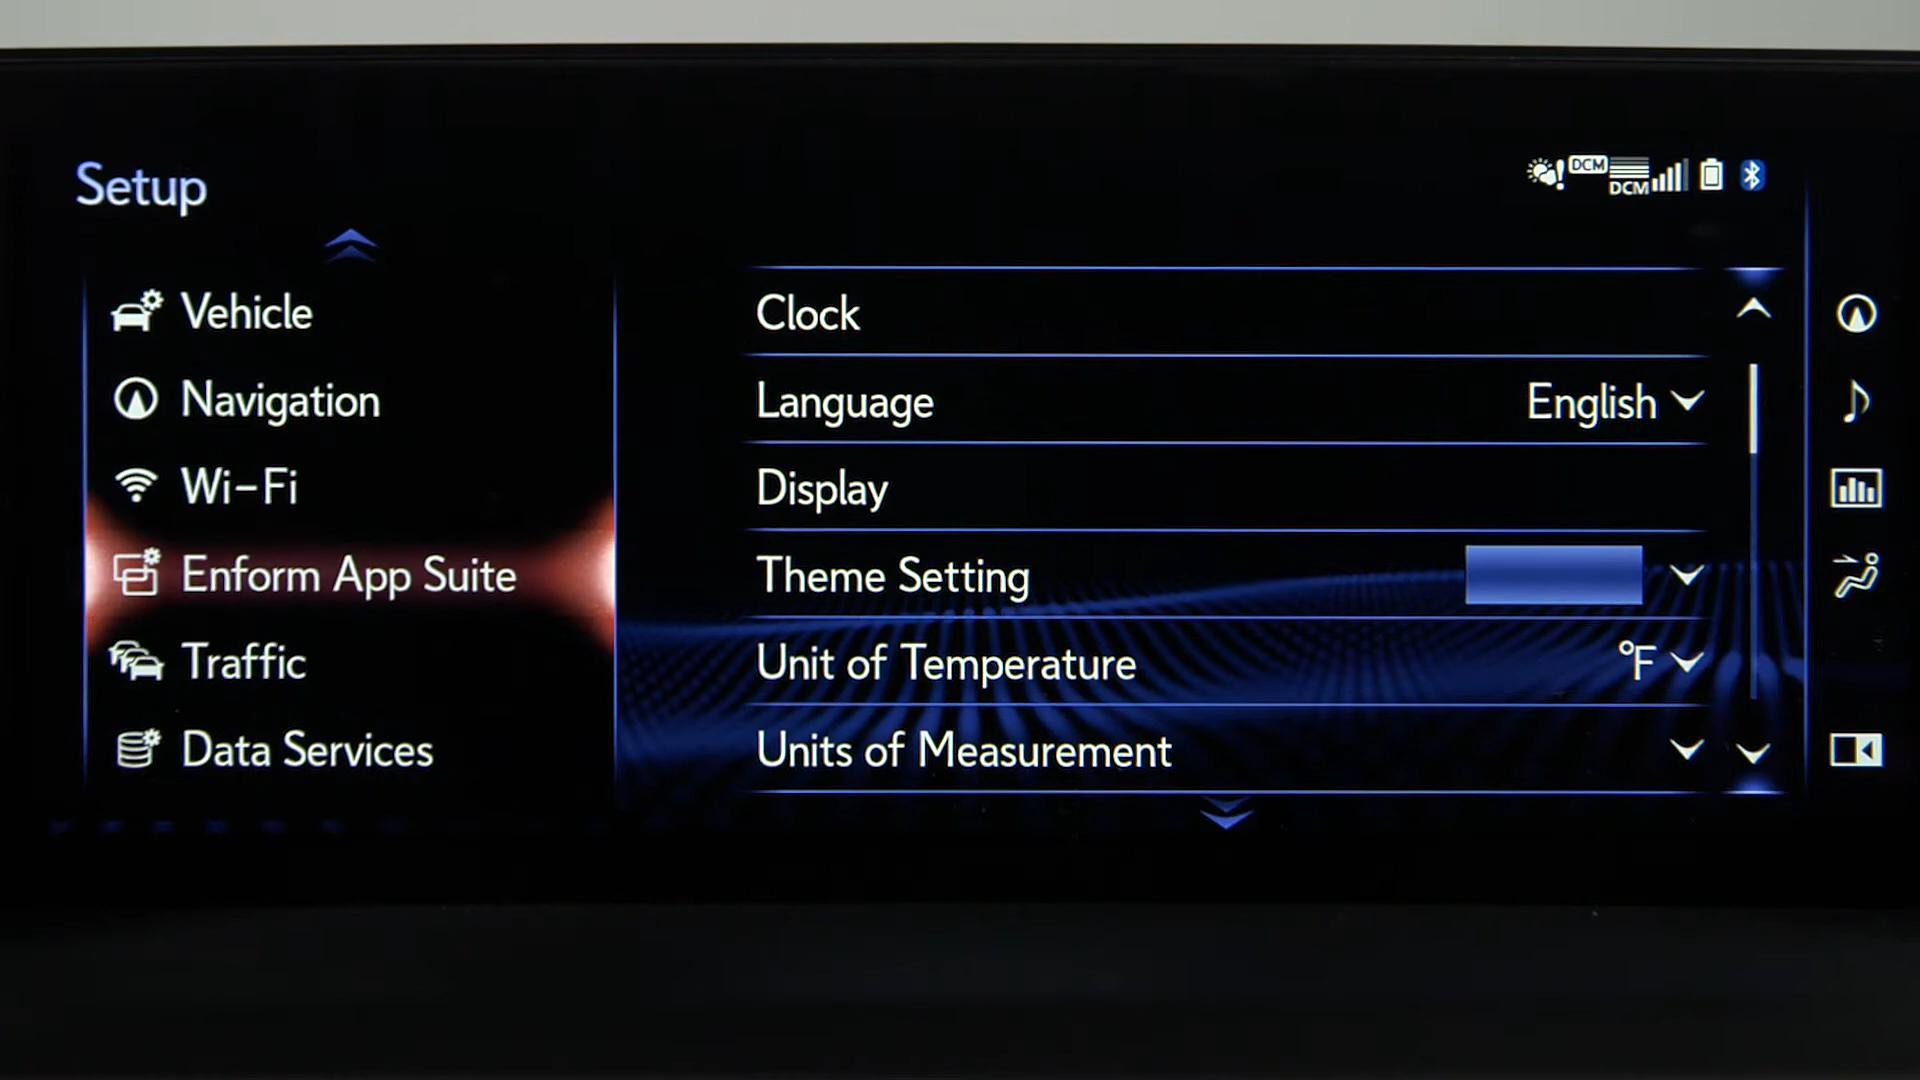 Setup
DCM
DCM
Vehicle
Navigation
Wi-Fi
Enform App Suite
Traffic
Data Services
Clock
Language English
Display
Theme Setting
Unit of Temperature °F
Units of Measurement